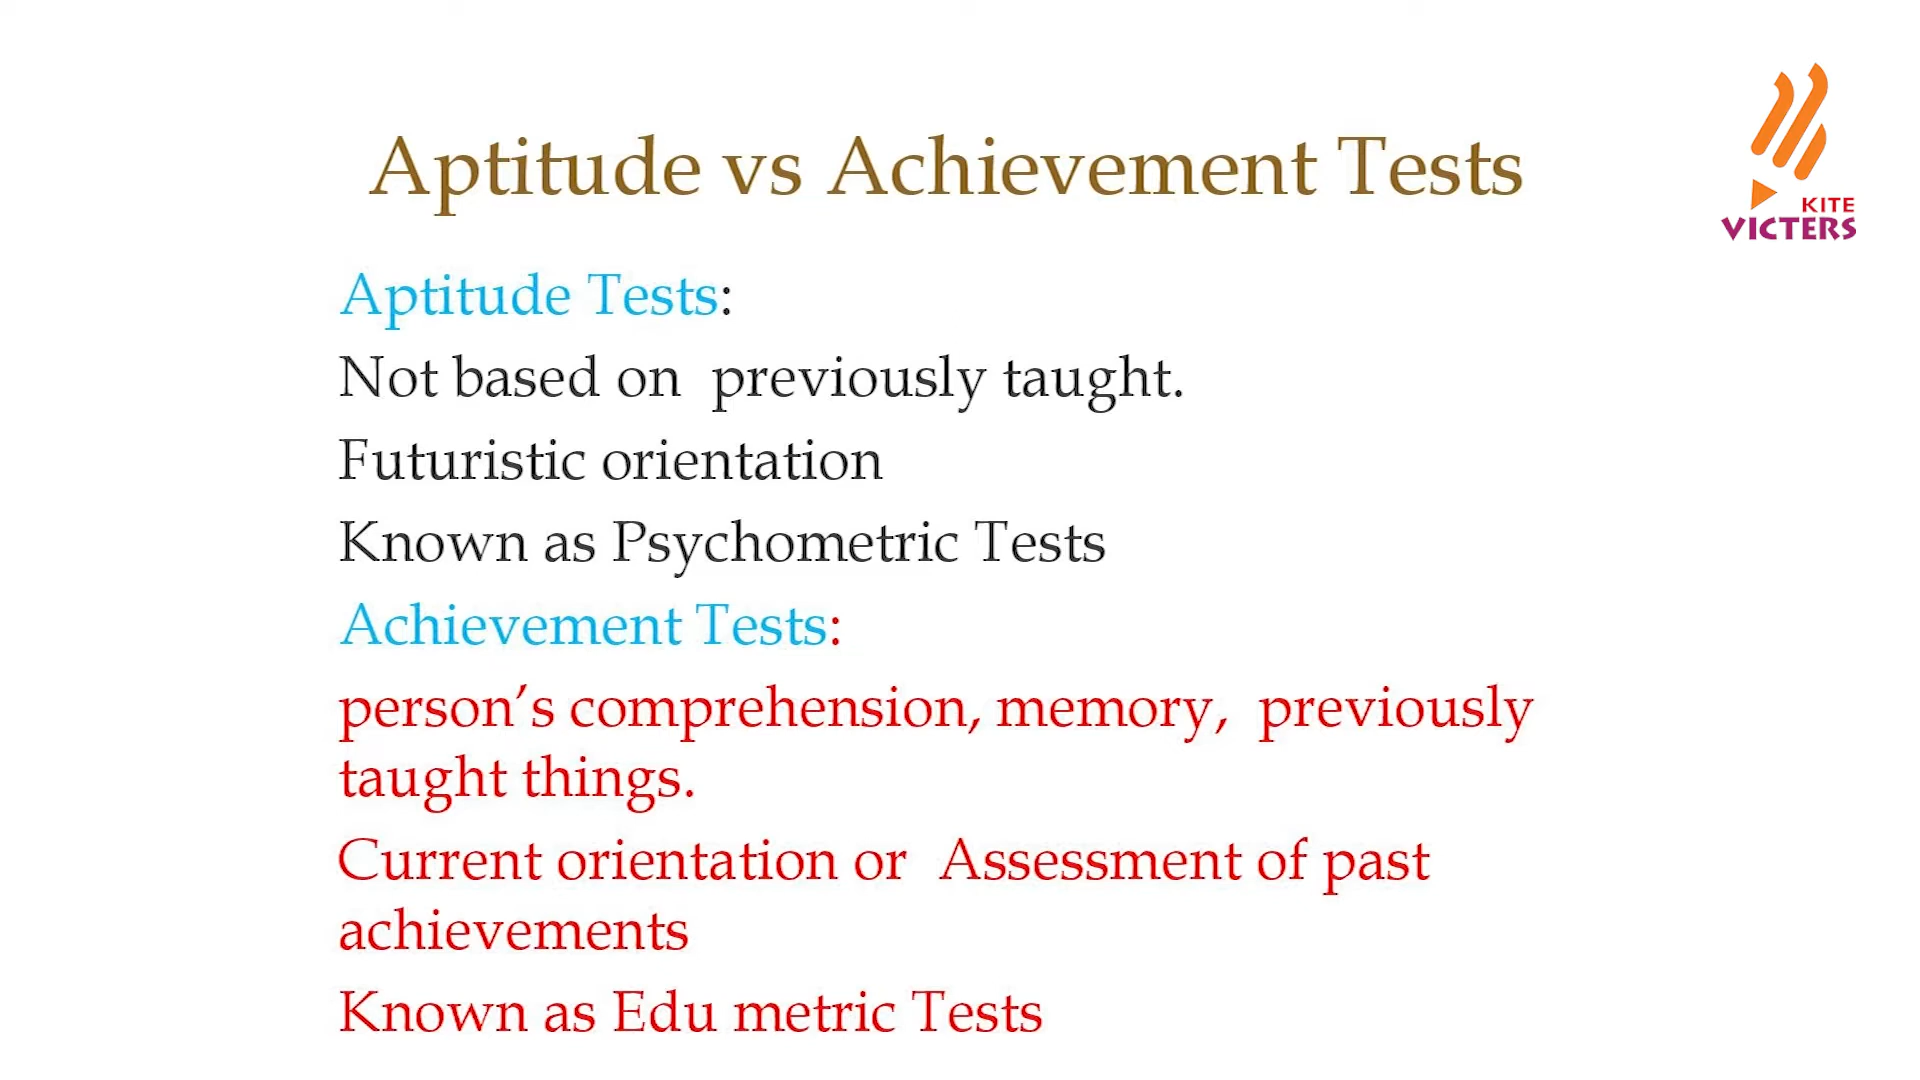 Aptitude vs Achievement Tests
KITE
VICTERS
Aptitude Tests:
Not based on previously taught.
Futuristic orientation
Known as Psychometric Tests
Achievement Tests:
person’s comprehension, memory, previously
taught things.
Current orientation or Assessment of past
achievements
Known as Edu metric Tests